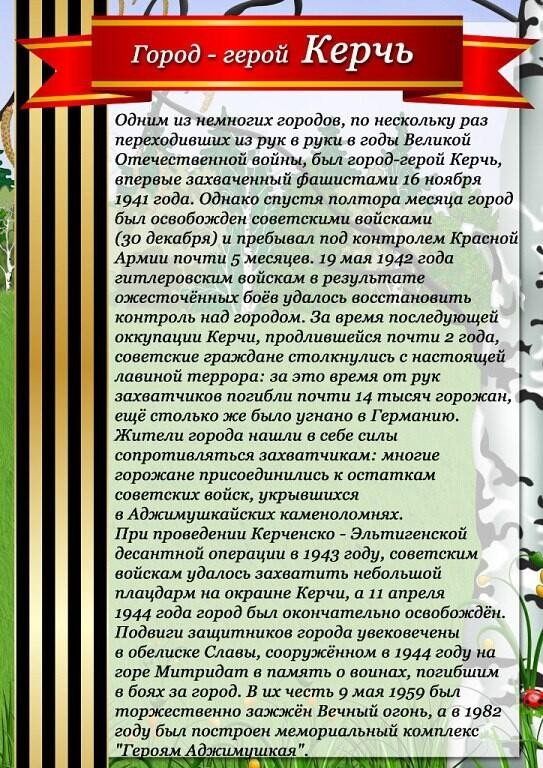 Город - герой Керчь
Одним из немногих городов, по нескольку раз
переходивших из рук в руки в годы Великой
Отечественной войны, был город-герой Керчь,
впервые захваченный фашистами 16 ноября
1941 года. Однако спустя полтора месяца город
был освобожден советскими войсками
(30 декабря) и пребывал под контролем Красной
Армии почти 5 месяцев. 19 мая 1942 года
гитлеровским войскам в результате
ожесточённых боёв удалось восстановить
контроль над городом. За время последующей
оккупации Керчи, продлившейся почти 2 года,
советские граждане столкнулись с настоящей
лавиной террора: за это время от рук
захватчиков погибли почти 14 тысяч горожан,
ещё столько же было угнано в Германию.
Жители города нашли в себе силы
сопротивляться захватчикам: многие
горожане присоединились к остаткам
советских войск, укрывшихся
в Аджимушкайских каменоломнях.
При проведении Керченско - Эльтигенской
десантной операции в 1943 году, советским
войскам удалось захватить небольшой
плацдарм на окраине Керчи, а 11 апреля
1944 года город был окончательно освобождён.
Подвиги защитников города увековечены
в обелиске Славы, сооружённом в 1944 году на
горе Митридат в память о воинах, погибшим
в боях за город. В их честь 9 мая 1959 был
торжественно зажжён Вечный огонь, а в 1982
году был построен мемориальный комплекс
"Героям Аджимушкая".